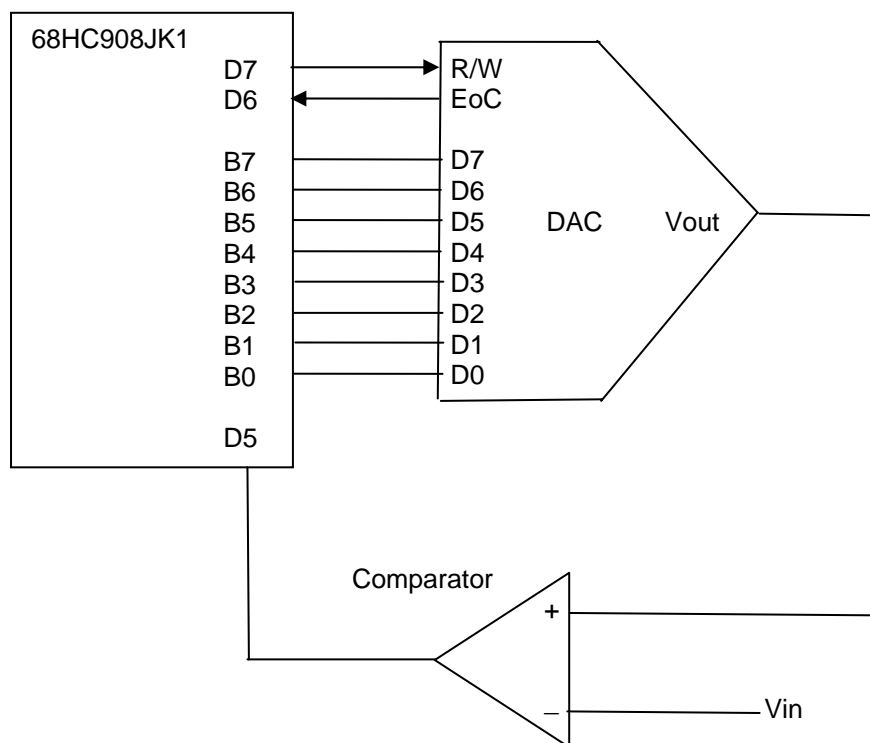 68HC908JK1
D7 R/W
D6 EoC
B7 D7
B6 D6
B5 D5 DAC Vout
B4 D4
B3 D3
B2 D2
B1 D1
B0 D0
D5
Comparator
+
_ Vin